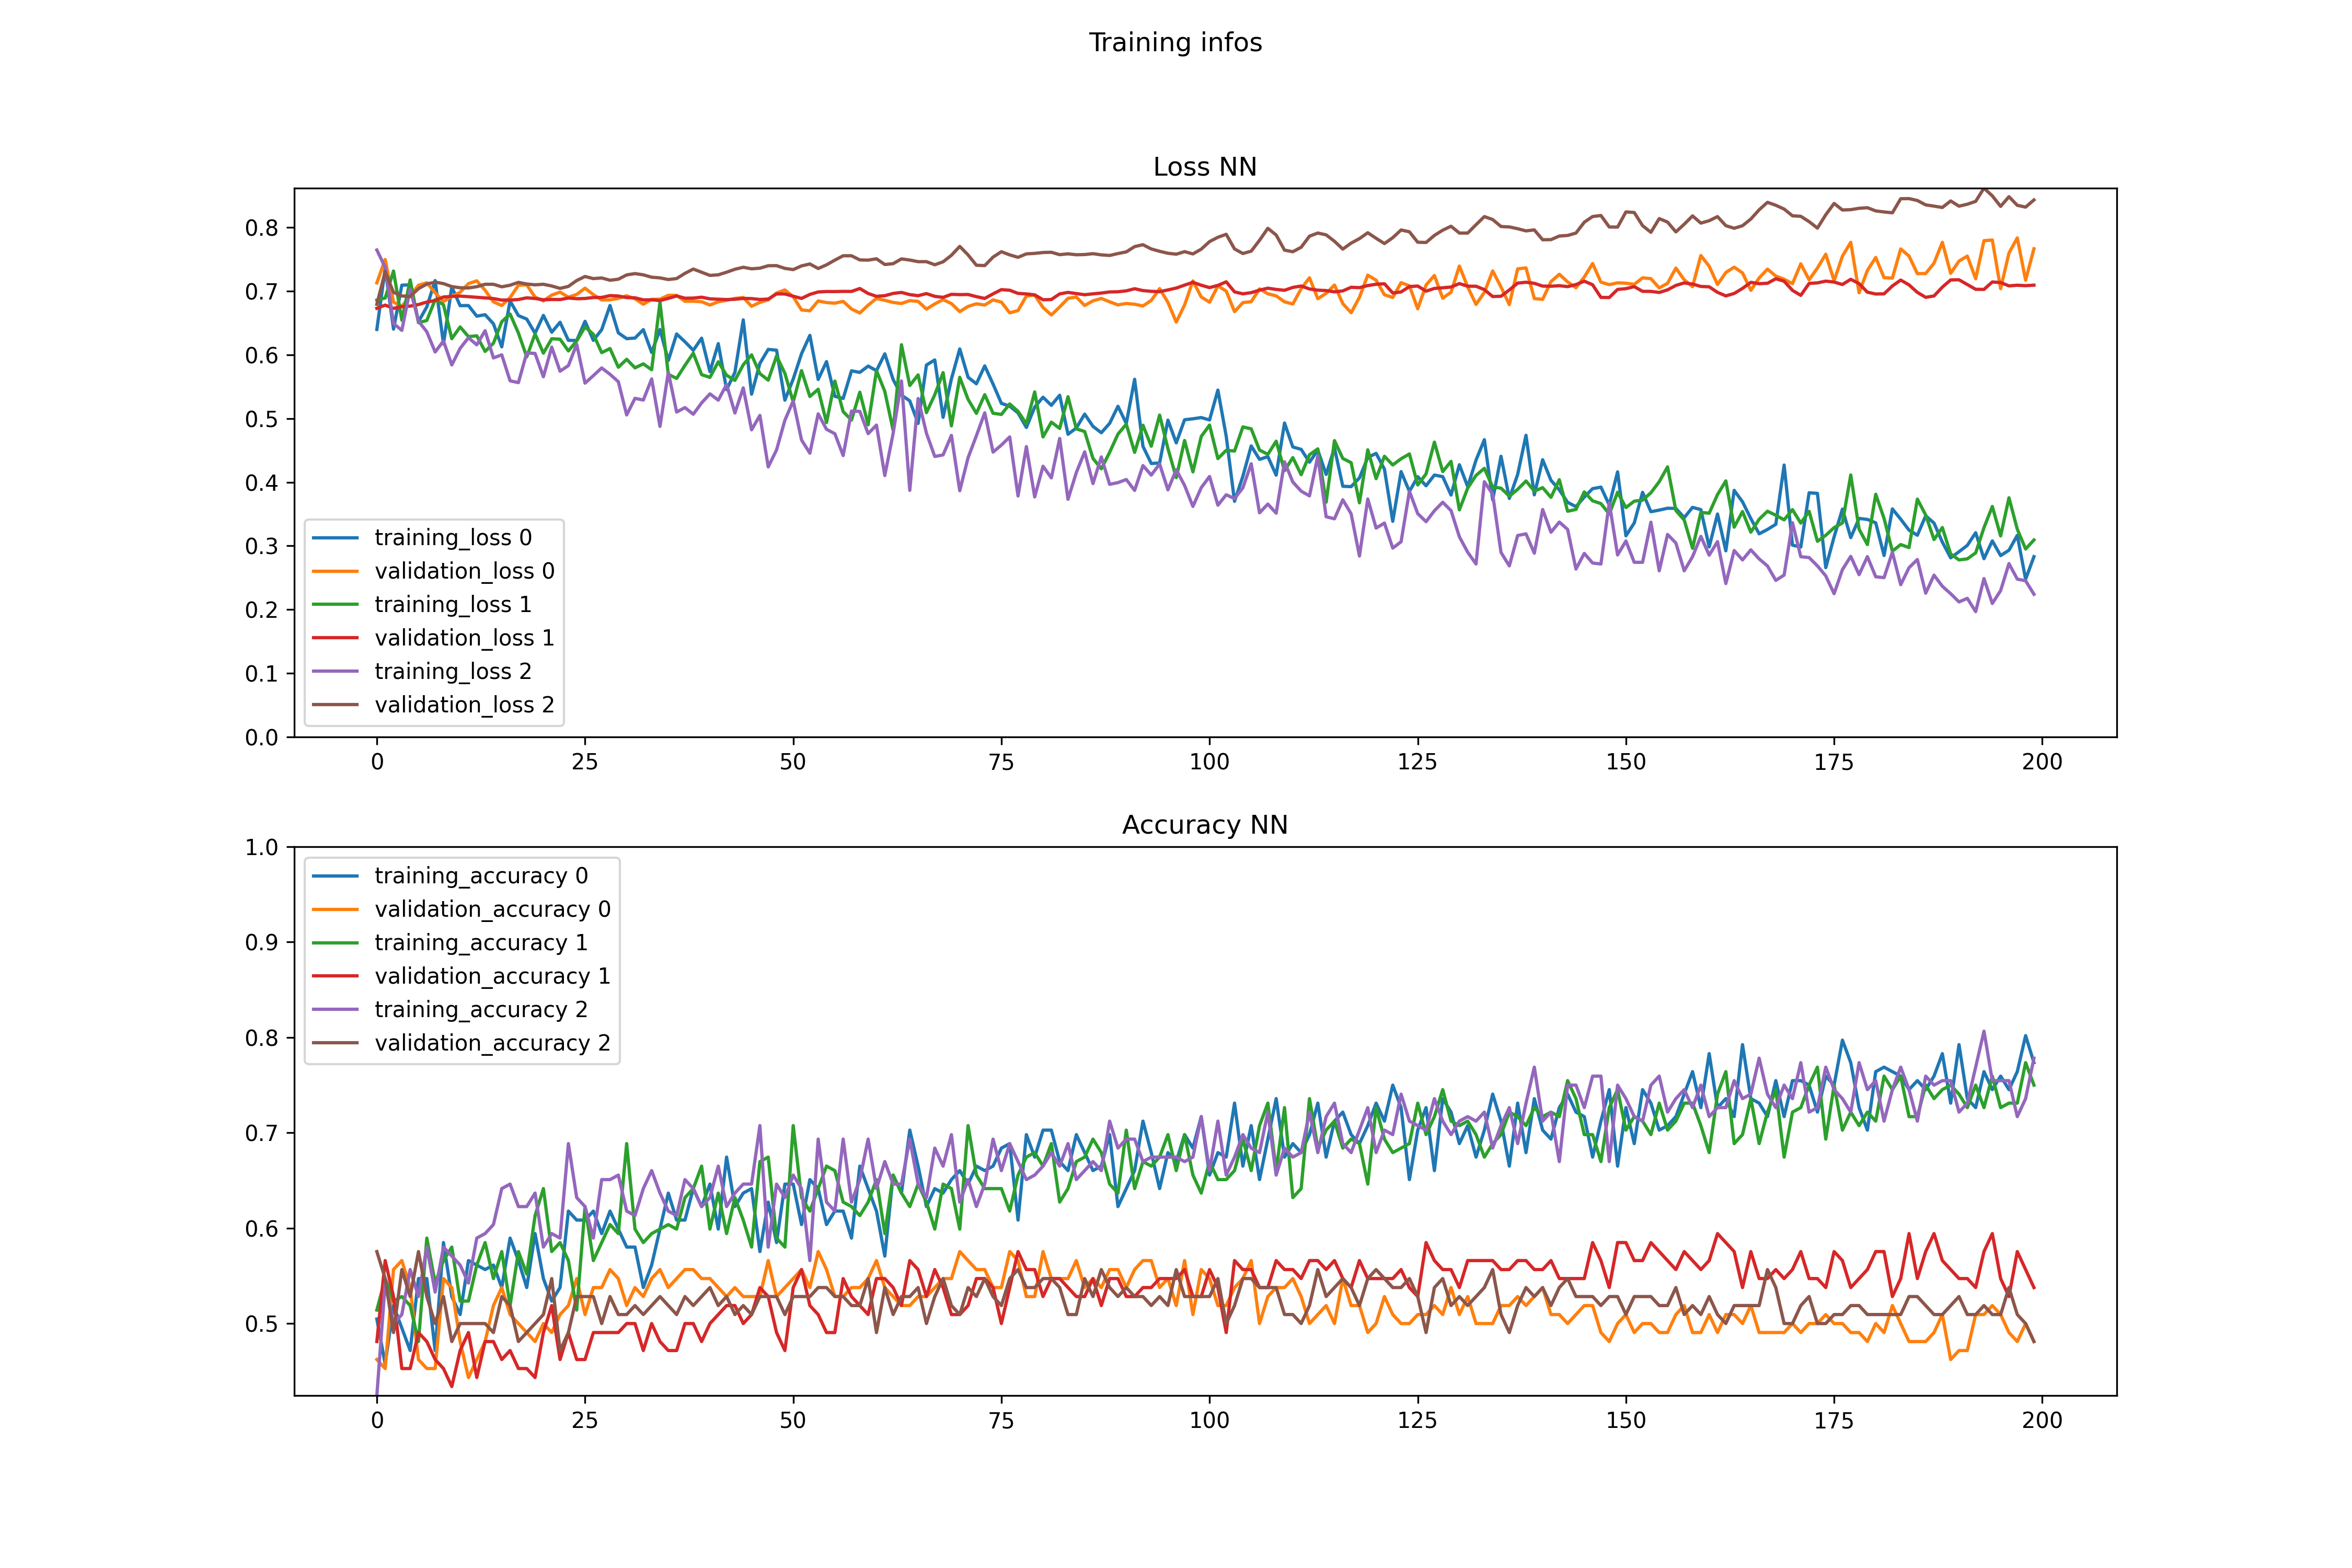 Training infos
Loss NN
0.8
0.7
0.6
0.5
0.4
0.3
0.2
0.1
0.0
training_loss 0
validation_loss 0
training_loss 1
validation_loss 1
training_loss 2
validation_loss 2
0 25 50 75 100 125 150 175 200
Accuracy NN
1.0
0.9
0.8
0.7
0.6
0.5
training_accuracy 0
validation_accuracy 0
training_accuracy 1
validation_accuracy 1
training_accuracy 2
validation_accuracy 2
0 25 50 75 100 125 150 175 200